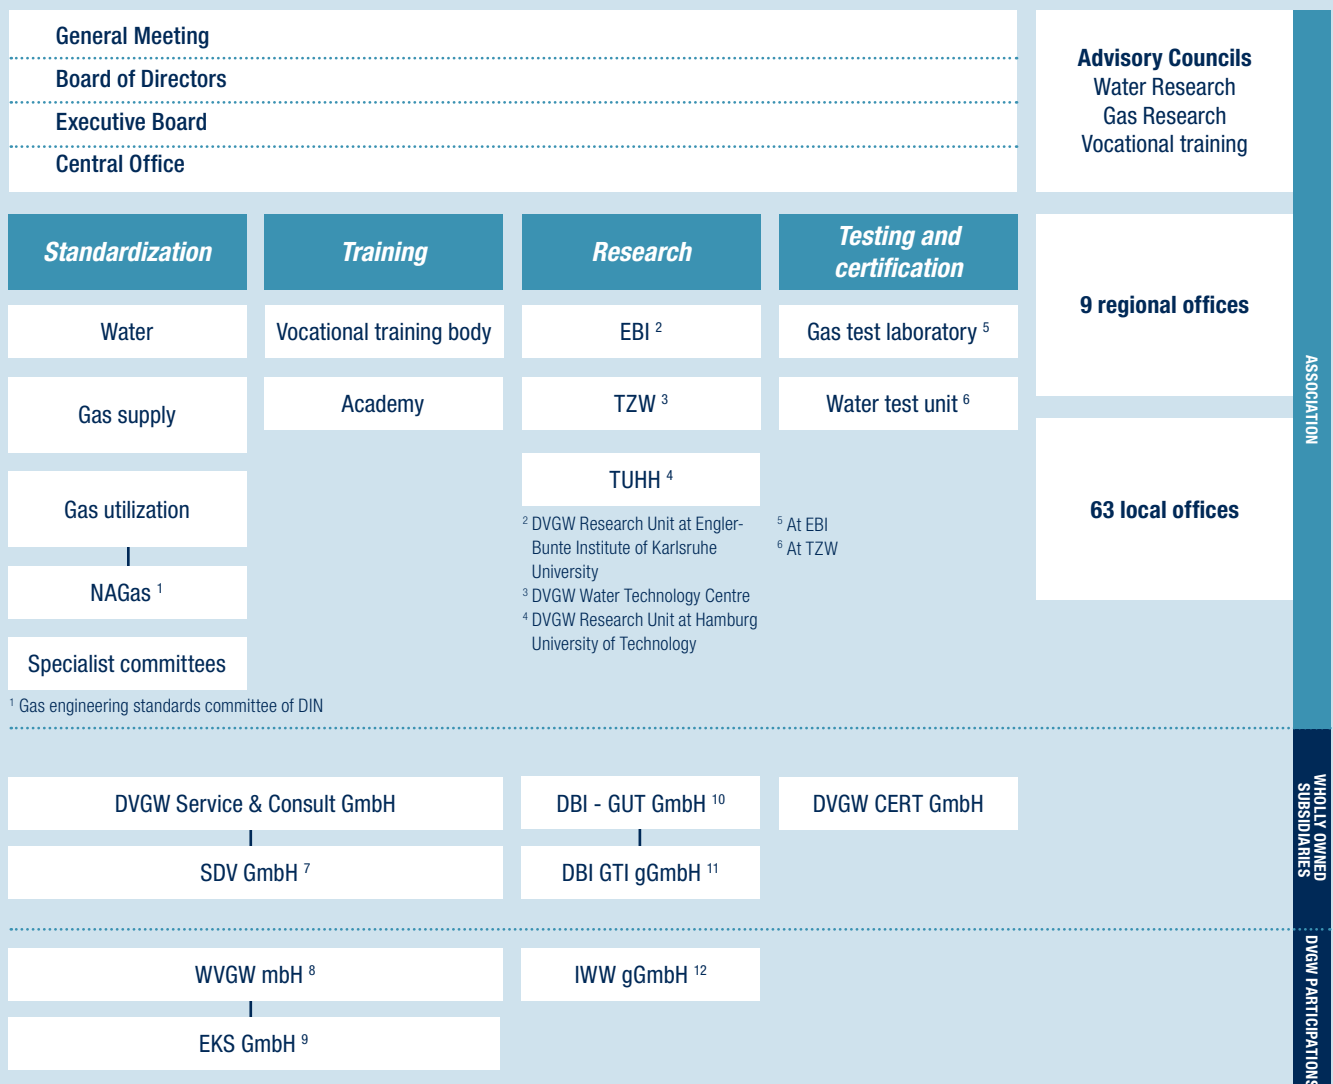 General Meeting
Board of Directors
Executive Board
Central Office
Advisory Councils
Water Research
Gas Research
Vocational training
Standardization
Training
Research
Testing and
certification
9 regional offices
Water
Vocational training body
EBI 2
Gas test laboratory 5
Gas supply
Academy
TZW 3
Water test unit 6
63 local offices
Gas utilization
TUHH 4
NAGas 1
Specialist committees
2 DVGW Research Unit at Engler-
Bunte Institute of Karlsruhe
University
3 DVGW Water Technology Centre
4 DVGW Research Unit at Hamburg
University of Technology
5 At EBI
6 At TZW
1 Gas engineering standards committee of DIN
ASSOCIATION
DVGW Service & Consult GmbH
DBI - GUT GmbH 10
DVGW CERT GmbH
SDV GmbH 7
DBI GTI gGmbH 11
WHOLLY OWNED
SUBSIDIARIES
WVGW mbH 8
IWW gGmbH 12
EKS GmbH 9
DVGW PARTICIPATIONS